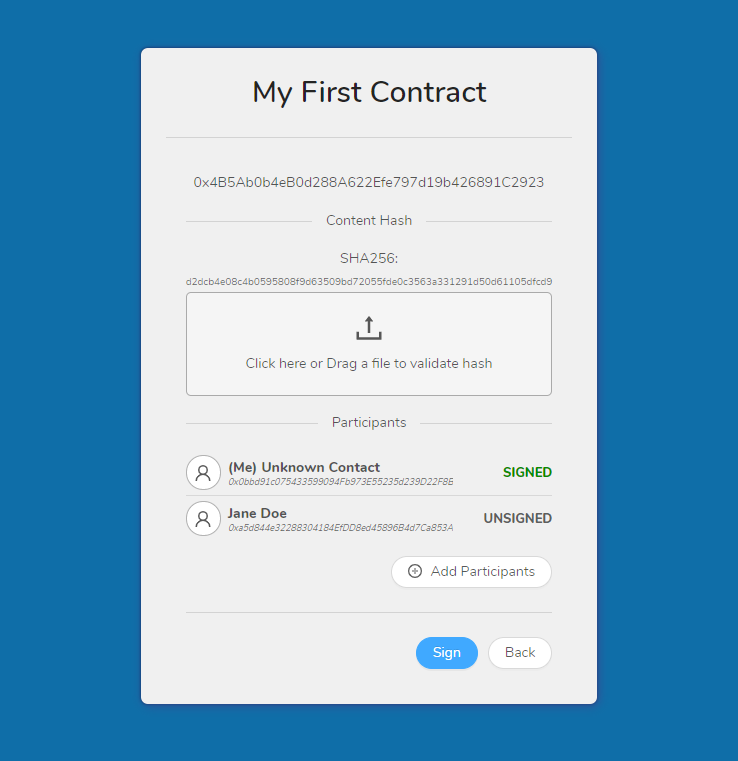 My First Contract
0x4B5Ab0b4eB0d288A622Efe797d19b426891C2923
Content Hash
SHA256:
d2dcb4e08c4b0595808f9d63509bd72055fde0c3563a331291d50d61105dfcd9
Click here or Drag a file to validate hash
Participants
(Me) Unknown Contact
SIGNED
0x0bbd91c075433599094Fb973E55235d239D22F8B
Jane Doe
UNSIGNED
0xa5d844e32288304184EfDD8ed45896B4d7Ca853A
Add Participants
Sign
Back